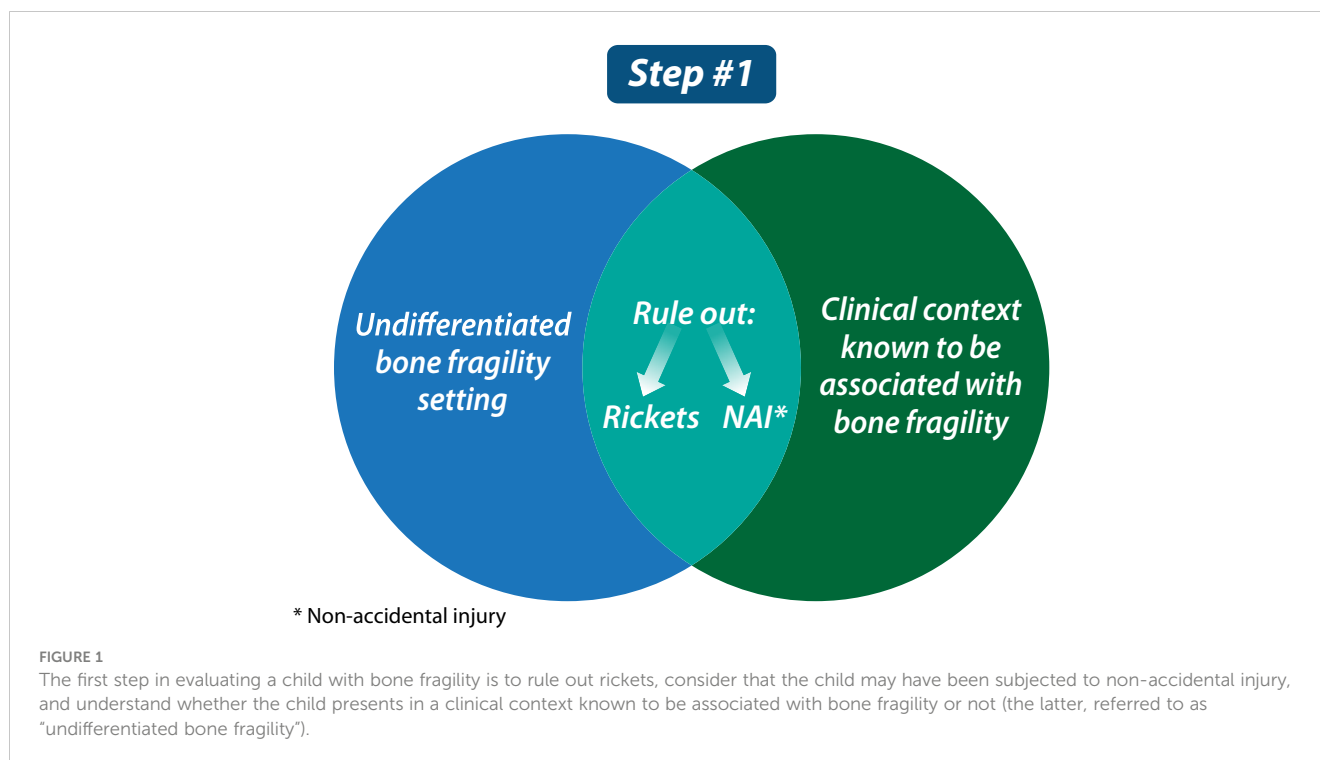 Step #1
Undifferentiated
bone fragility
setting
Rule out:
Rickets NAI*
Clinical context
known to be
associated with
bone fragility
* Non-accidental injury
FIGURE 1
The first step in evaluating a child with bone fragility is to rule out rickets, consider that the child may have been subjected to non-accidental injury,
and understand whether the child presents in a clinical context known to be associated with bone fragility or not (the latter, referred to as
“undifferentiated bone fragility”).